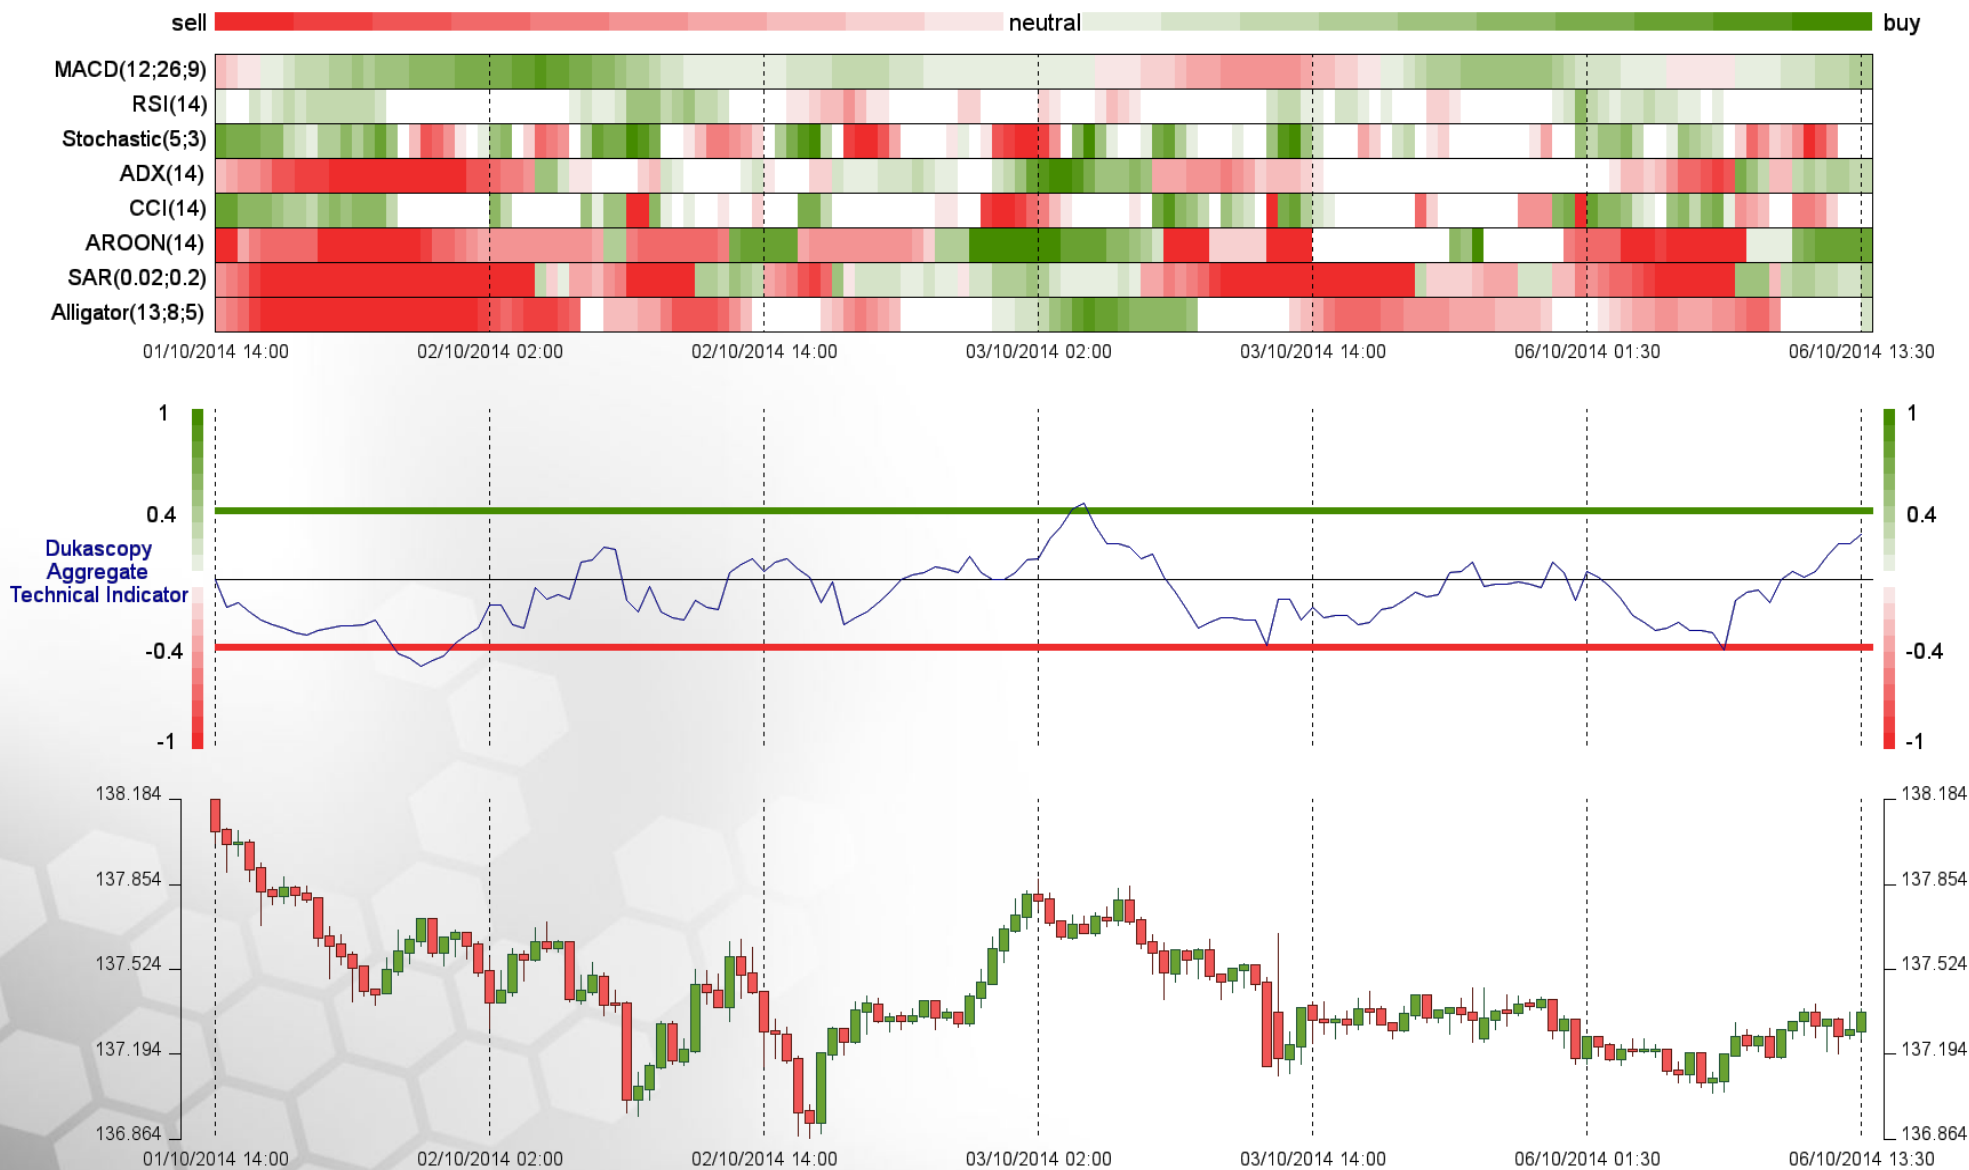 sell neutral buy
MACD(12;26;9)
RSI(14)
Stochastic(5;3)
ADX(14)
CCI(14)
AROON(14)
SAR(0.02;0.2)
Alligator(13;8;5)
01/10/2014 14:00 02/10/2014 02:00 02/10/2014 14:00 03/10/2014 02:00 03/10/2014 14:00 06/10/2014 01:30 06/10/2014 13:30
1 1
0.4 0.4
Dukascopy
Aggregate
Technical Indicator
-0.4 -0.4
-1 -1
138.184 138.184
137.854 137.854
137.524 137.524
137.194 137.194
136.864 136.864
01/10/2014 14:00 02/10/2014 02:00 02/10/2014 14:00 03/10/2014 02:00 03/10/2014 14:00 06/10/2014 01:30 06/10/2014 13:30